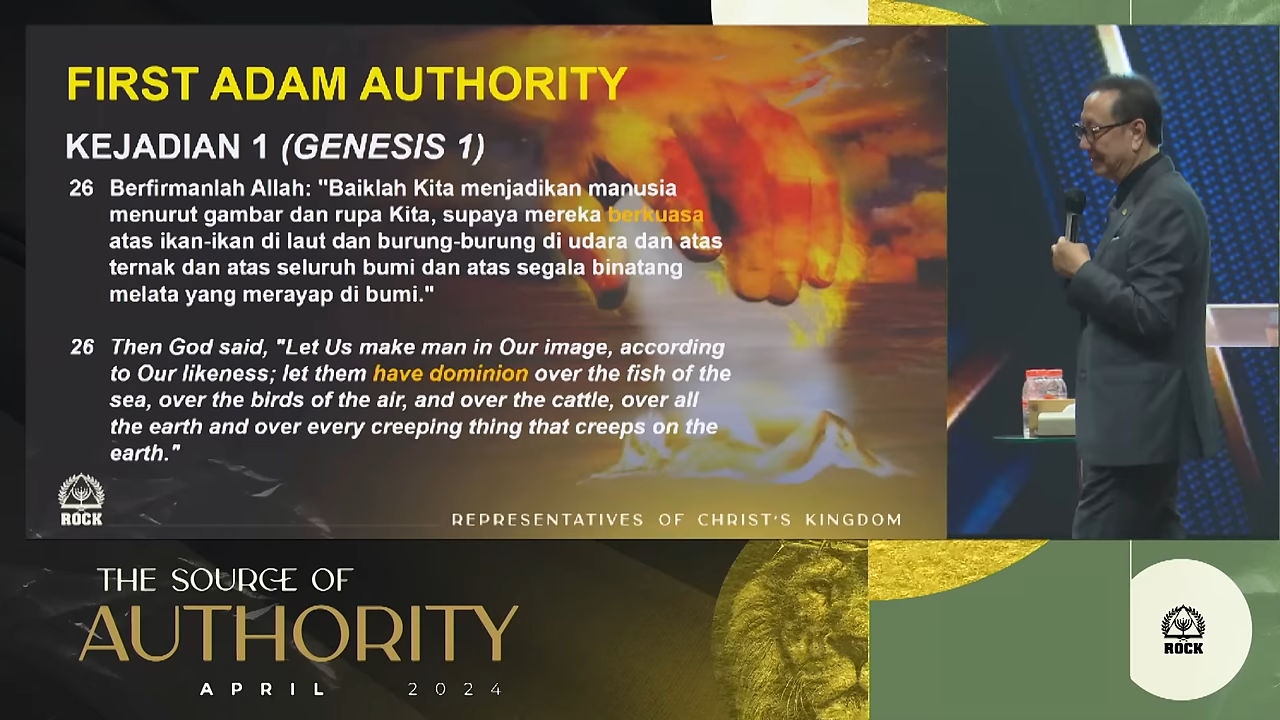 FIRST ADAM AUTHORITY
KEJADIAN 1 (GENESIS 1)
26 Berfirmanlah Allah: "Baiklah Kita menjadikan manusia
menurut gambar dan rupa Kita, supaya mereka berkuasa
atas ikan-ikan di laut dan burung-burung di udara dan atas
ternak dan atas seluruh bumi dan atas segala binatang
melata yang merayap di bumi."
26 Then God said, "Let Us make man in Our image, according
to Our likeness; let them have dominion over the fish of the
sea, over the birds of the air, and over the cattle, over all
the earth and over every creeping thing that creeps on the
earth."
ROCK
REPRESENTATIVES OF CHRIST'S KINGDOM
THE SOURCE OF
AUTHORITY
APRIL 2024
ROCK